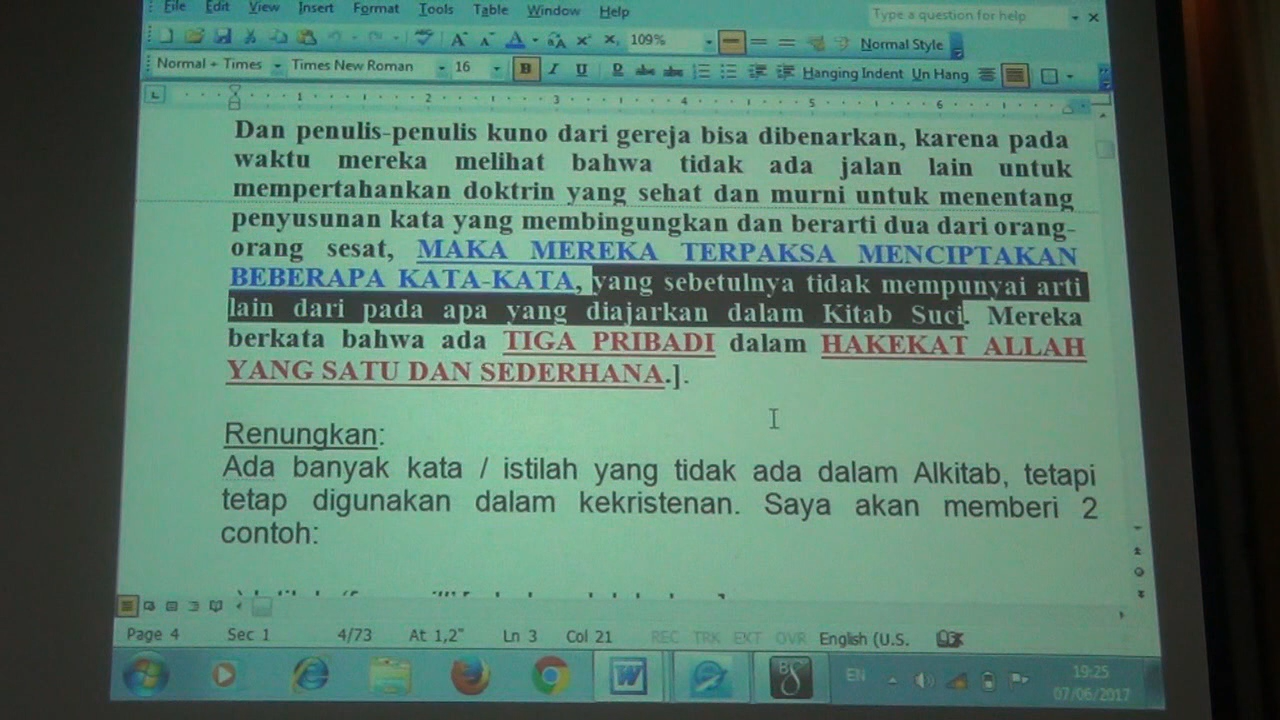 File Edit View Insert Format Tools Table Window Help Type a question for help
109% Normal Style
Normal + Times Times New Roman 16 B I U Hanging Indent Un Hang
1 2 3 4 5 6
Dan penulis-penulis kuno dari gereja bisa dibenarkan, karena pada
waktu mereka melihat bahwa tidak ada jalan lain untuk
mempertahankan doktrin yang sehat dan murni untuk menentang
penyusunan kata yang membingungkan dan berarti dua dari orang-
orang sesat, MAKA MEREKA TERPAKSA MENCIPTAKAN
BEBERAPA KATA-KATA, yang sebetulnya tidak mempunyai arti
lain dari pada apa yang diajarkan dalam Kitab Suci. Mereka
berkata bahwa ada TIGA PRIBADI dalam HAKEKAT ALLAH
YANG SATU DAN SEDERHANA.].
Renungkan:
Ada banyak kata / istilah yang tidak ada dalam Alkitab, tetapi
tetap digunakan dalam kekristenan. Saya akan memberi 2
contoh:
Page 4 Sec 1 4/73 At 1,2" Ln 3 Col 21 REC TRK EXT OVR English (U.S.
EN 19:25
07/06/2017